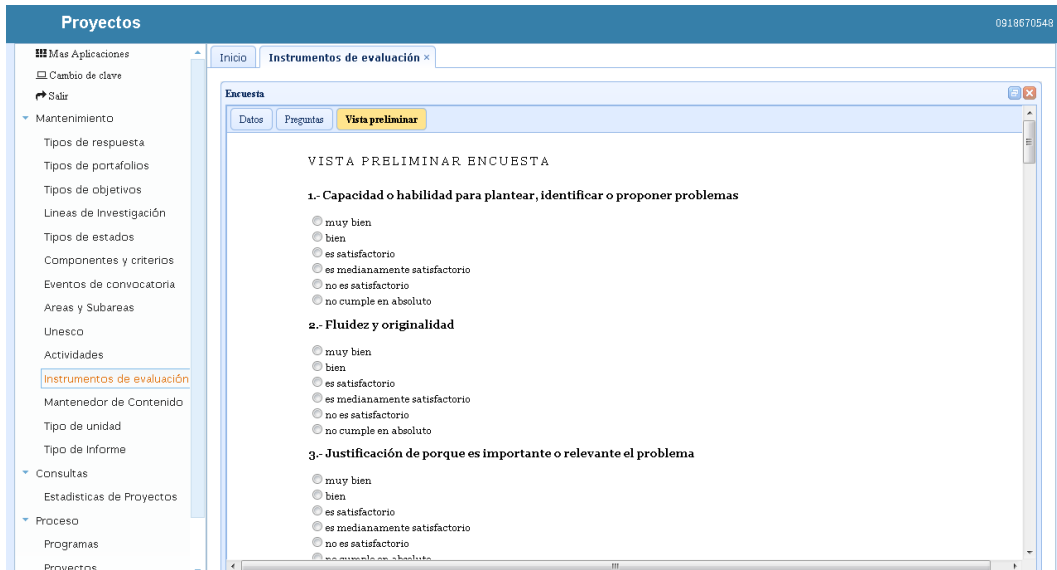 Proyectos
0918670548
Mas Aplicaciones
Cambio de clave
Salir
Mantenimiento
Tipos de respuesta
Tipos de portafolios
Tipos de objetivos
Lineas de Investigación
Tipos de estados
Componentes y criterios
Eventos de convocatoria
Areas y Subareas
Unesco
Actividades
Instrumentos de evaluación
Mantenedor de Contenido
Tipo de unidad
Tipo de Informe
Consultas
Estadisticas de Proyectos
Proceso
Programas
Proyectos
Inicio
Instrumentos de evaluación ×
Encuesta
Datos
Preguntas
Vista preliminar
VISTA PRELIMINAR ENCUESTA
1.- Capacidad o habilidad para plantear, identificar o proponer problemas
muy bien
bien
es satisfactorio
es medianamente satisfactorio
no es satisfactorio
no cumple en absoluto
2.- Fluidez y originalidad
muy bien
bien
es satisfactorio
es medianamente satisfactorio
no es satisfactorio
no cumple en absoluto
3.- Justificación de porque es importante o relevante el problema
muy bien
bien
es satisfactorio
es medianamente satisfactorio
no es satisfactorio
no cumple en absoluto